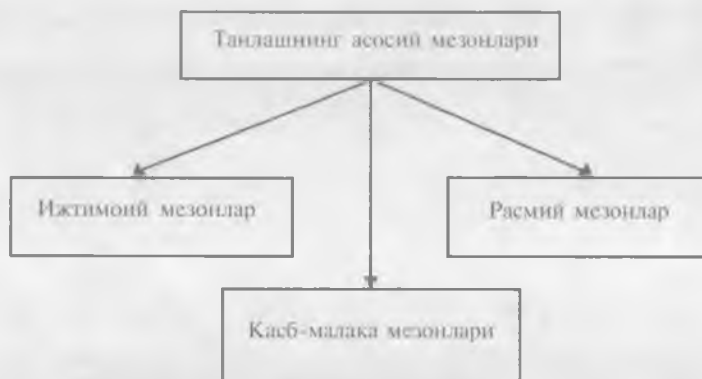 Танлашнинг асосий мезонлари
Ижтимоий мезонлар
Расмий мезонлар
Касб-малака мезонлари